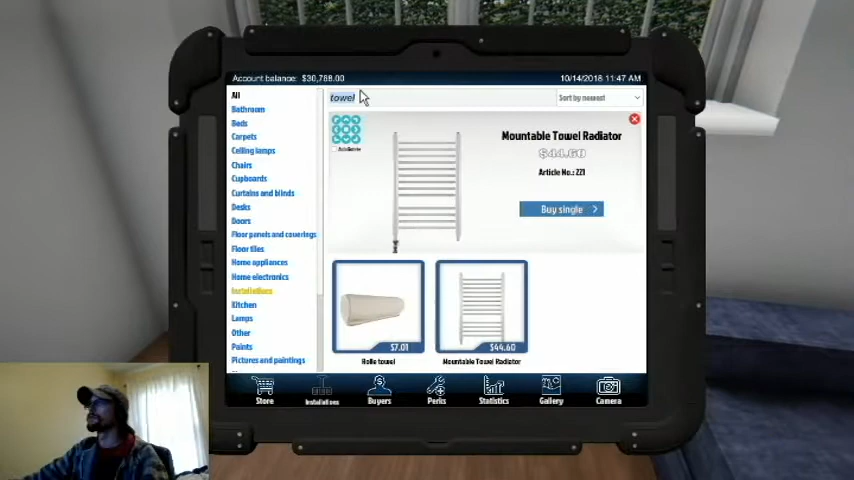 Account balance: $30,768.00
10/14/2018 11:47 AM
All
Bathroom
Beds
Carpets
Ceiling lamps
Chairs
Cupboards
Curtains and blinds
Desks
Doors
Floor panels and coverings
Floor tiles
Home appliances
Home electronics
Installations
Kitchen
Lamps
Other
Paints
Pictures and paintings
towel
Sort by newest
Mountable Towel Radiator
$44.60
Article No.: 221
Buy single
$7.01
Rolle towel
$44.60
Mountable Towel Radiator
Store
Installations
Buyers
Perks
Statistics
Gallery
Camera